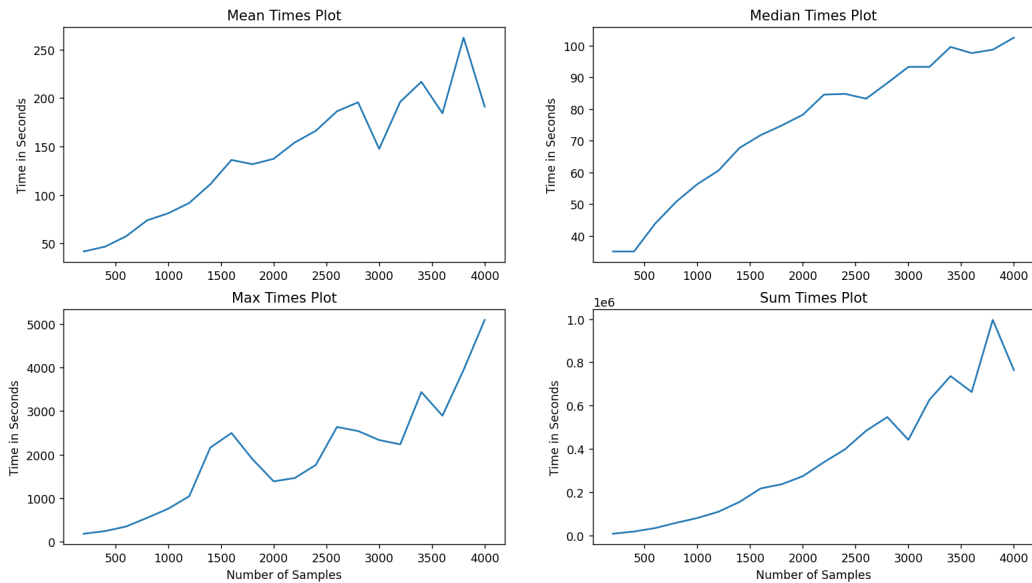 Mean Times Plot
Time in Seconds
250
200
150
100
50
500 1000 1500 2000 2500 3000 3500 4000
Median Times Plot
Time in Seconds
100
90
80
70
60
50
40
500 1000 1500 2000 2500 3000 3500 4000
Max Times Plot
Time in Seconds
5000
4000
3000
2000
1000
0
500 1000 1500 2000 2500 3000 3500 4000
Number of Samples
Sum Times Plot
1e6
Time in Seconds
1.0
0.8
0.6
0.4
0.2
0.0
500 1000 1500 2000 2500 3000 3500 4000
Number of Samples